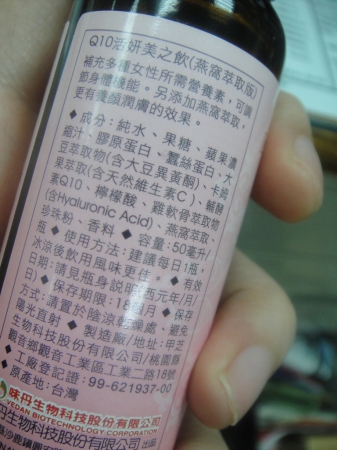 Q10活妍美之飲(燕窩萃取版)
補充多種女性所需營養素，可調
節身體機能。另添加燕窩萃取，
更有養顏潤膚的效果。
◆成分：純水、果糖、蘋果濃
縮汁、膠原蛋白、蠶絲蛋白、大
豆萃取物(含大豆異黃酮)、卡姆
果萃取(含天然維生素C)、輔酵
素Q10、檸檬酸、雞軟骨萃取物
(含Hyaluronic Acid)、燕窩萃取、
珍珠粉、香料 ◆容量：50毫升/
瓶 ◆使用方法：建議每日1瓶，
冰涼後飲用風味更佳。◆有效
日期：請見瓶身說明西元年/月/
日 ◆保存期限：18個月 ◆保存
方式：請置於陰涼乾燥處、避免
陽光直射 ◆製造廠/地址：
生物科技股份有限公司/桃園縣
觀音鄉觀音工業區工業二路18號
◆工廠登記證：99-621937-00
◆原產地：台灣
味丹生物科技股份有限公司
VEDAN BIOTECHNOLOGY CORPORATION
丹生物科技股份有限公司